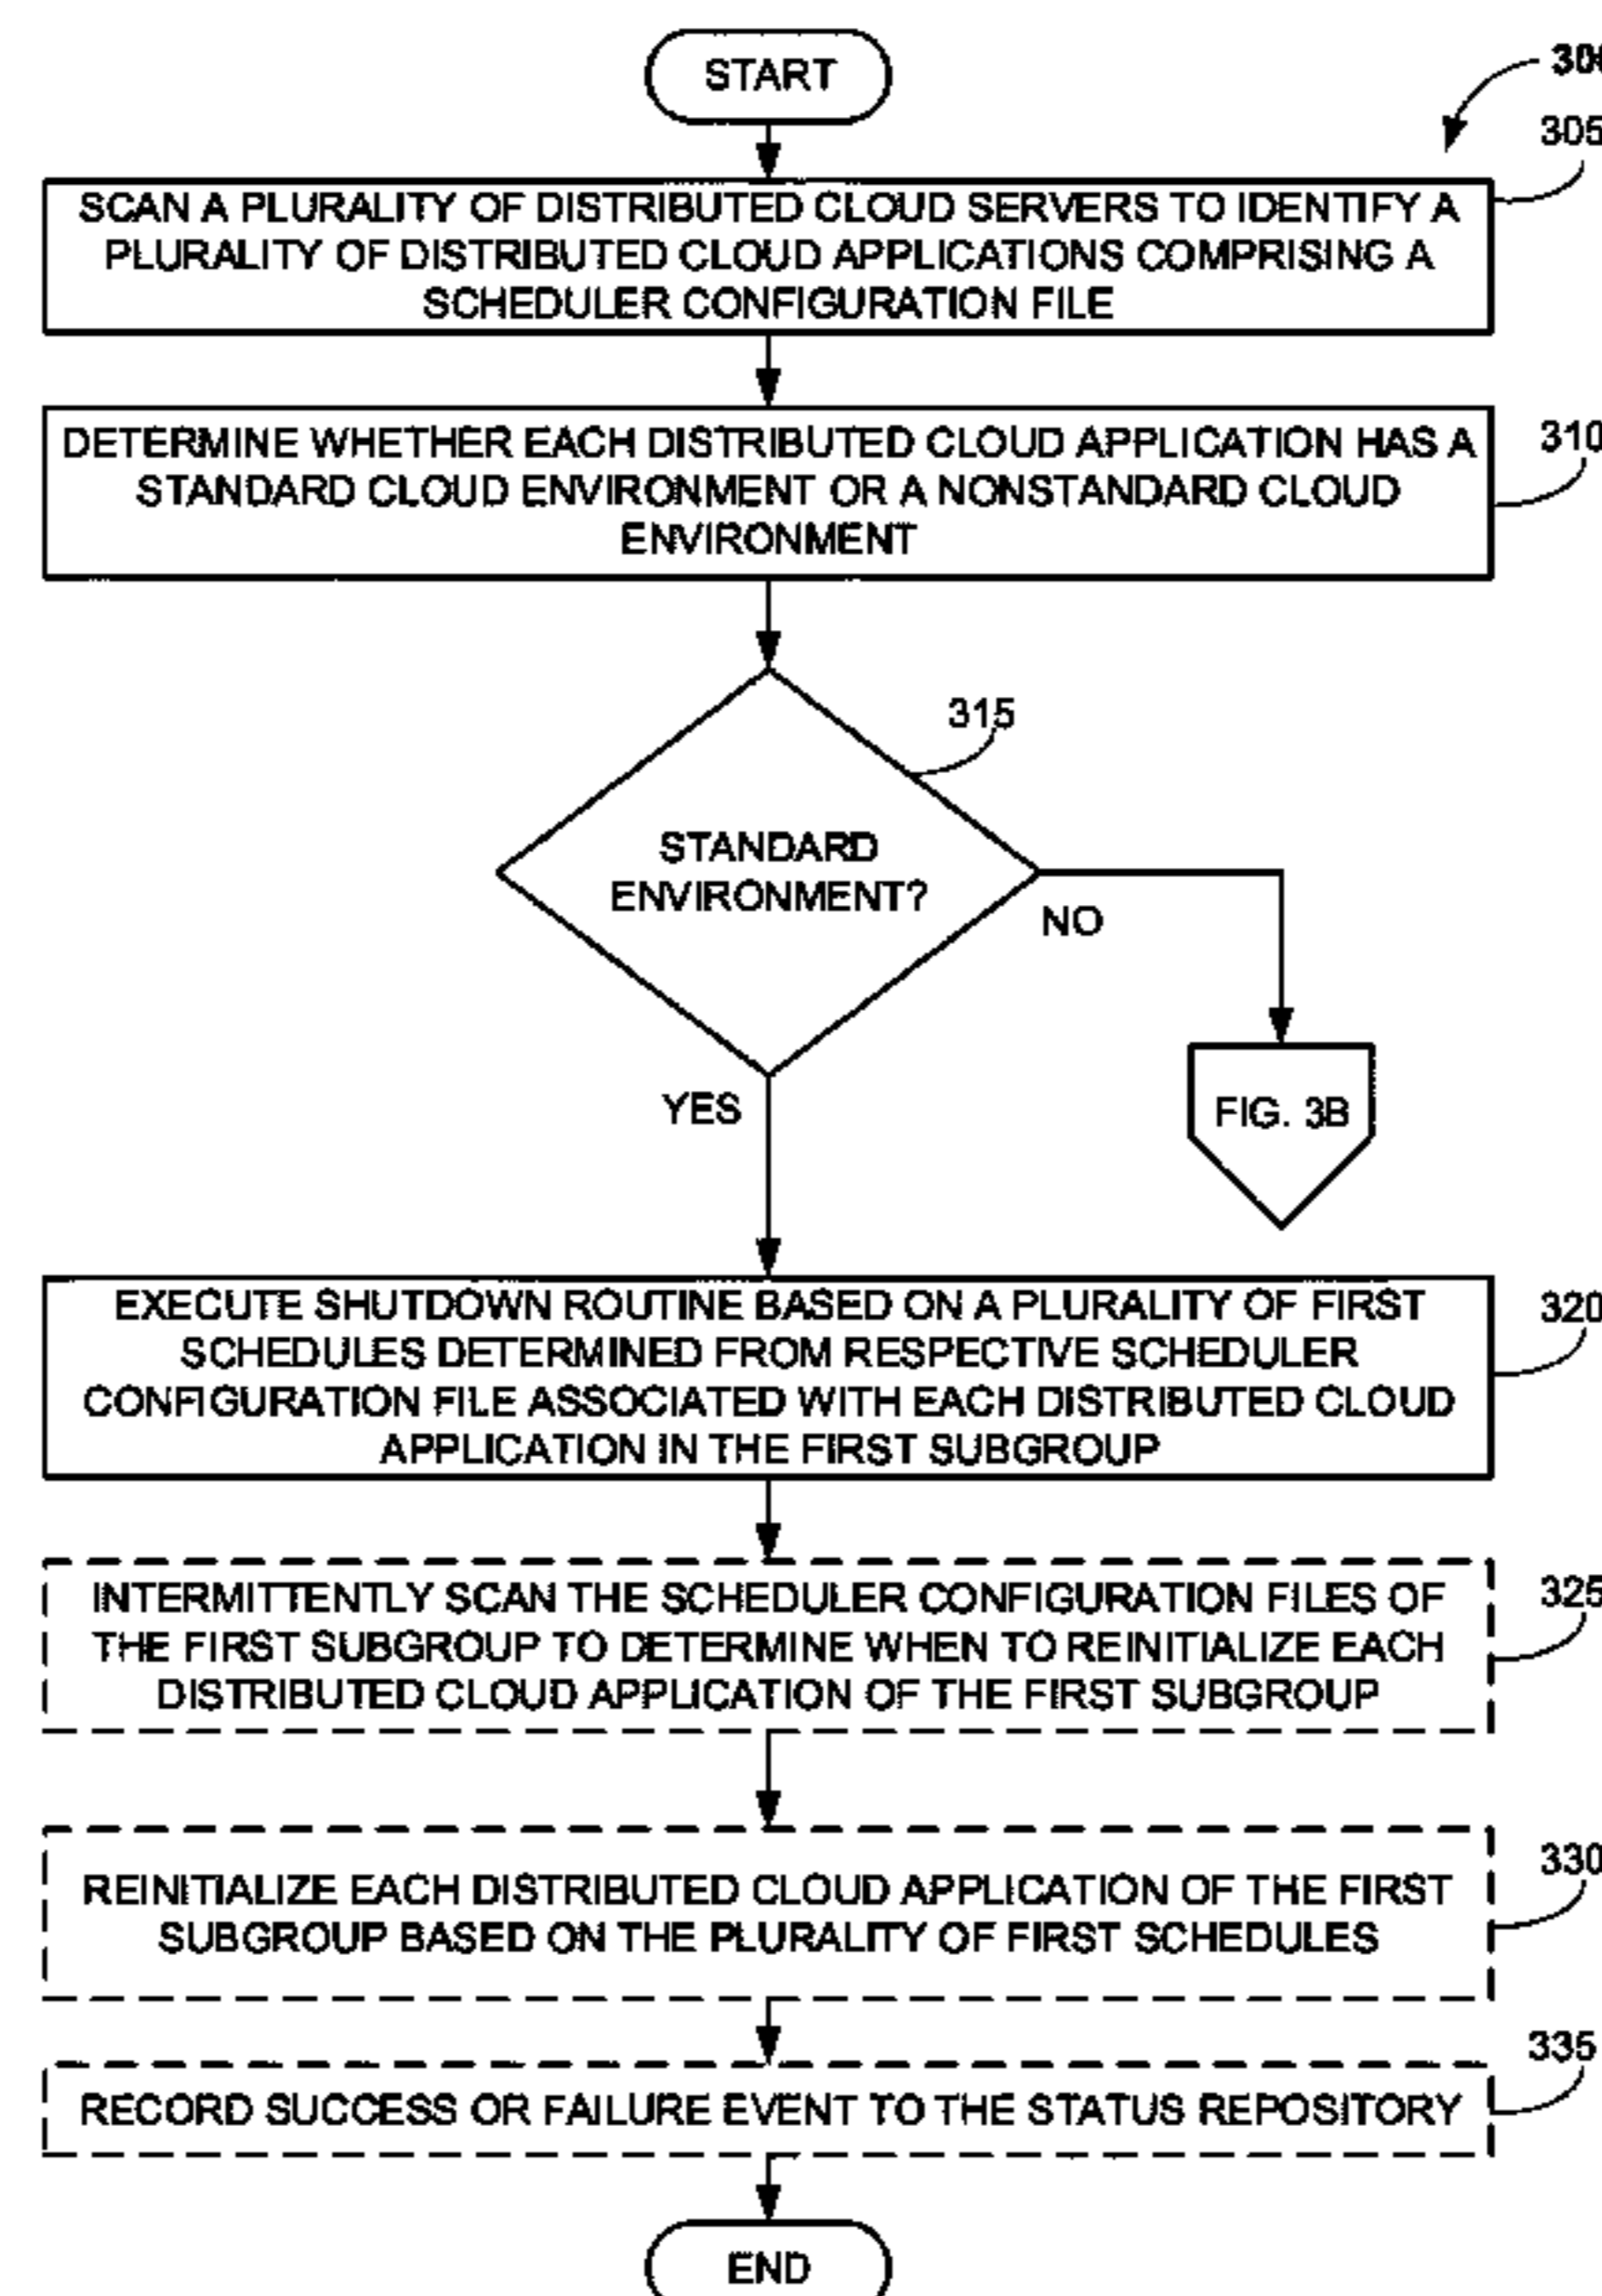 START
305
SCAN A PLURALITY OF DISTRIBUTED CLOUD SERVERS TO IDENTIFY A
PLURALITY OF DISTRIBUTED CLOUD APPLICATIONS COMPRISING A
SCHEDULER CONFIGURATION FILE
310
DETERMINE WHETHER EACH DISTRIBUTED CLOUD APPLICATION HAS A
STANDARD CLOUD ENVIRONMENT OR A NONSTANDARD CLOUD
ENVIRONMENT
315
STANDARD
ENVIRONMENT?
NO
YES
FIG. 3B
320
EXECUTE SHUTDOWN ROUTINE BASED ON A PLURALITY OF FIRST
SCHEDULES DETERMINED FROM RESPECTIVE SCHEDULER
CONFIGURATION FILE ASSOCIATED WITH EACH DISTRIBUTED CLOUD
APPLICATION IN THE FIRST SUBGROUP
325
INTERMITTENTLY SCAN THE SCHEDULER CONFIGURATION FILES OF
THE FIRST SUBGROUP TO DETERMINE WHEN TO REINITIALIZE EACH
DISTRIBUTED CLOUD APPLICATION OF THE FIRST SUBGROUP
330
REINITIALIZE EACH DISTRIBUTED CLOUD APPLICATION OF THE FIRST
SUBGROUP BASED ON THE PLURALITY OF FIRST SCHEDULES
335
RECORD SUCCESS OR FAILURE EVENT TO THE STATUS REPOSITORY
END